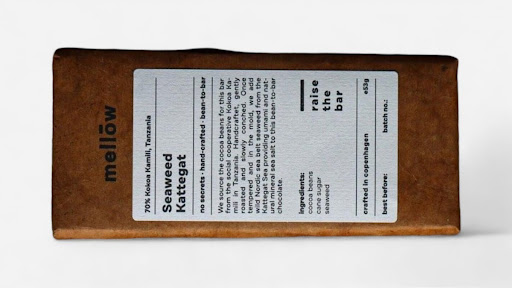 mellōw
70% Kokoa Kamili, Tanzania
Seaweed
Kattegat
no secrets · hand-crafted · bean-to-bar
We source the cocoa beans for this bar
from the social cooperative Kokoa Ka-
mili in Tanzania. Handcraftet, gently
roasted and slowly conched. Once
tempered and in the mold, we add
wild Nordic sea belt seaweed from the
Kattegat Sea providing umami and nat-
ural mineral sea salt to this bean-to-bar
chocolate.
raise
the
bar
ingredients:
cocoa beans
cane sugar
seaweed
crafted in copenhagen e53g
best before: batch no.: